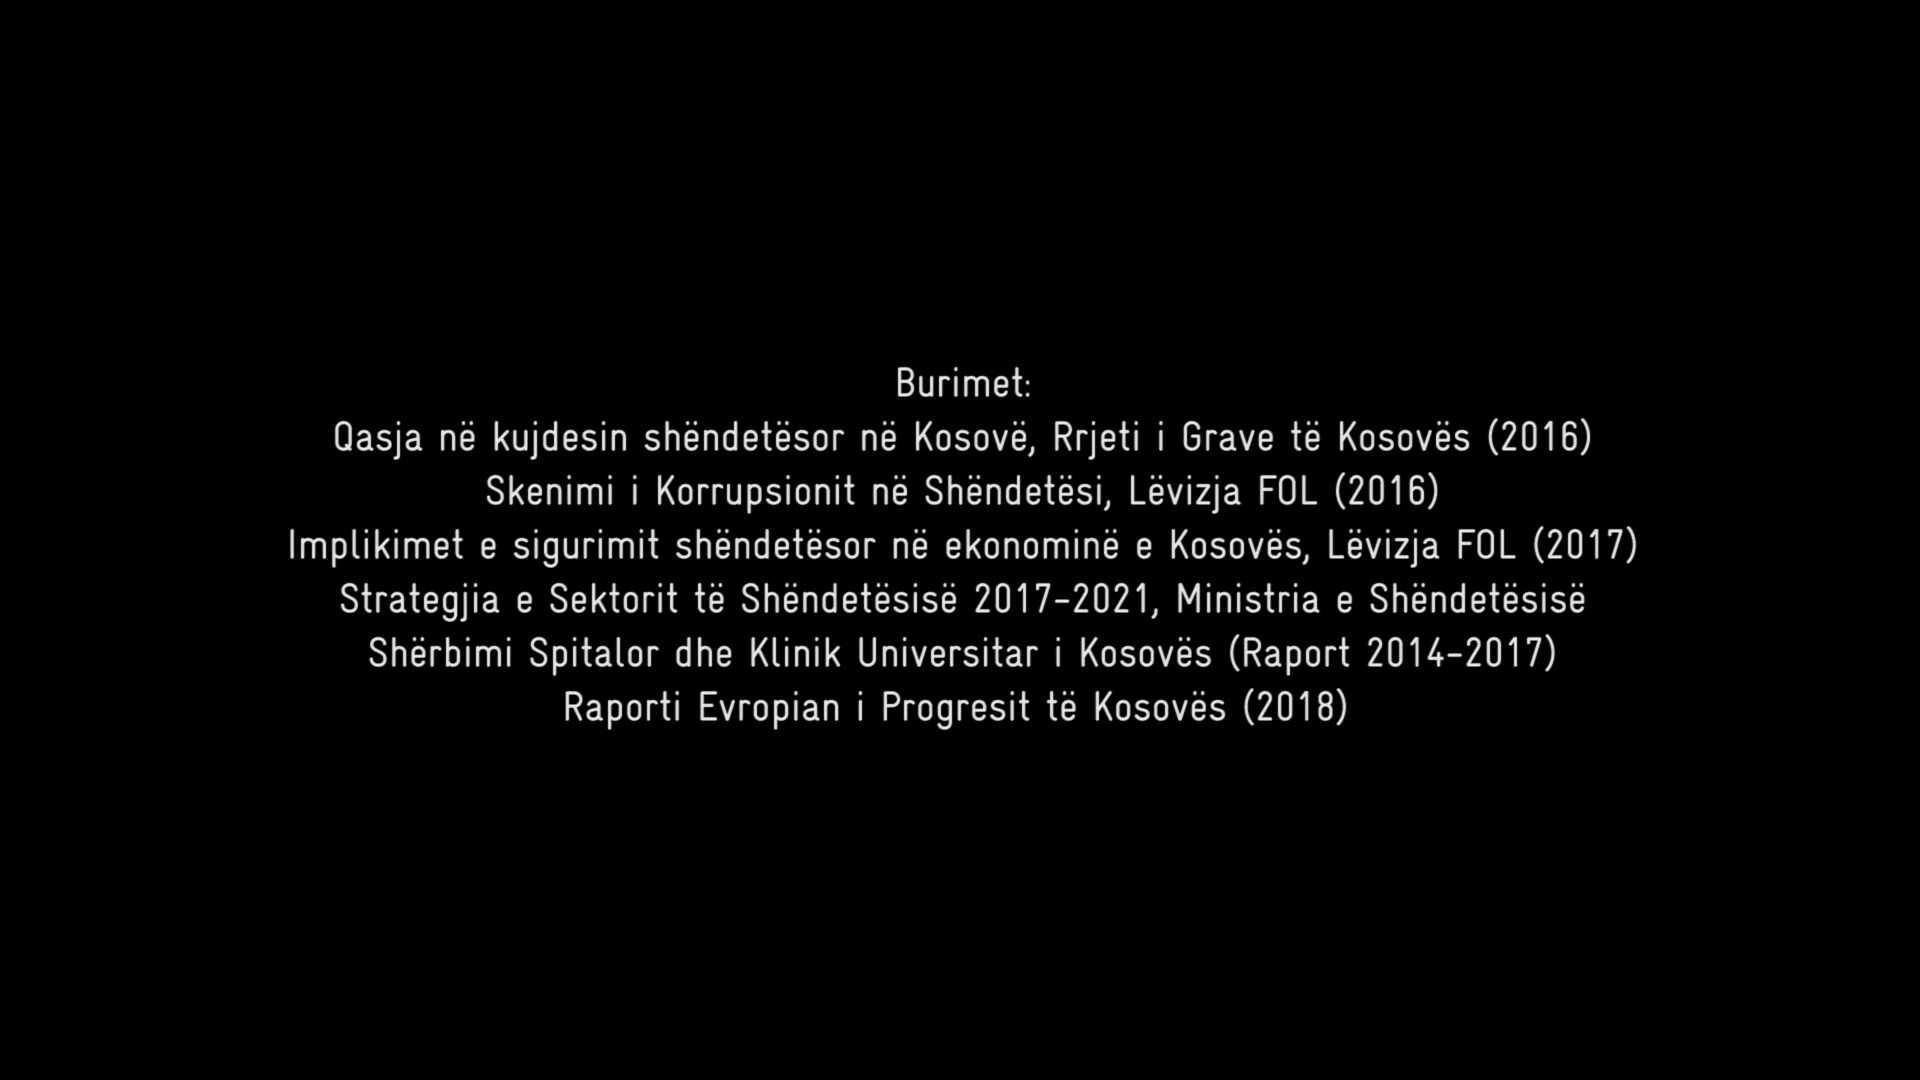 Burimet:
Qasja në kujdesin shëndetësor në Kosovë, Rrjeti i Grave të Kosovës (2016)
Skenimi i Korrupsionit në Shëndetësi, Lëvizja FOL (2016)
Implikimet e sigurimit shëndetësor në ekonominë e Kosovës, Lëvizja FOL (2017)
Strategjia e Sektorit të Shëndetësisë 2017-2021, Ministria e Shëndetësisë
Shërbimi Spitalor dhe Klinik Universitar i Kosovës (Raport 2014-2017)
Raporti Evropian i Progresit të Kosovës (2018)